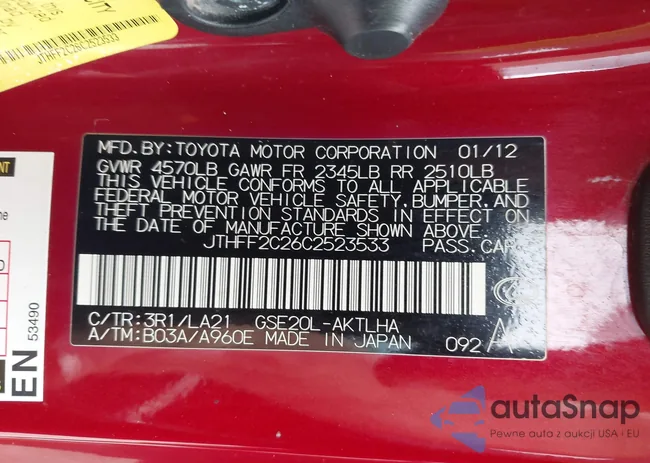 JTHFF2C26C2523533
MFD. BY: TOYOTA MOTOR CORPORATION 01/12
GVWR 4570LB GAWR FR 2345LB RR 2510LB
THIS VEHICLE CONFORMS TO ALL APPLICABLE
FEDERAL MOTOR VEHICLE SAFETY, BUMPER, AND
THEFT PREVENTION STANDARDS IN EFFECT ON
THE DATE OF MANUFACTURE SHOWN ABOVE.
JTHFF2C26C2523533 PASS. CAR
C/TR: 3R1/LA21 GSE20L-AKTLHA
A/TM: B03A/A960E MADE IN JAPAN 092
EN 53490
autaSnap
Pewne auta z aukcji USA - EU